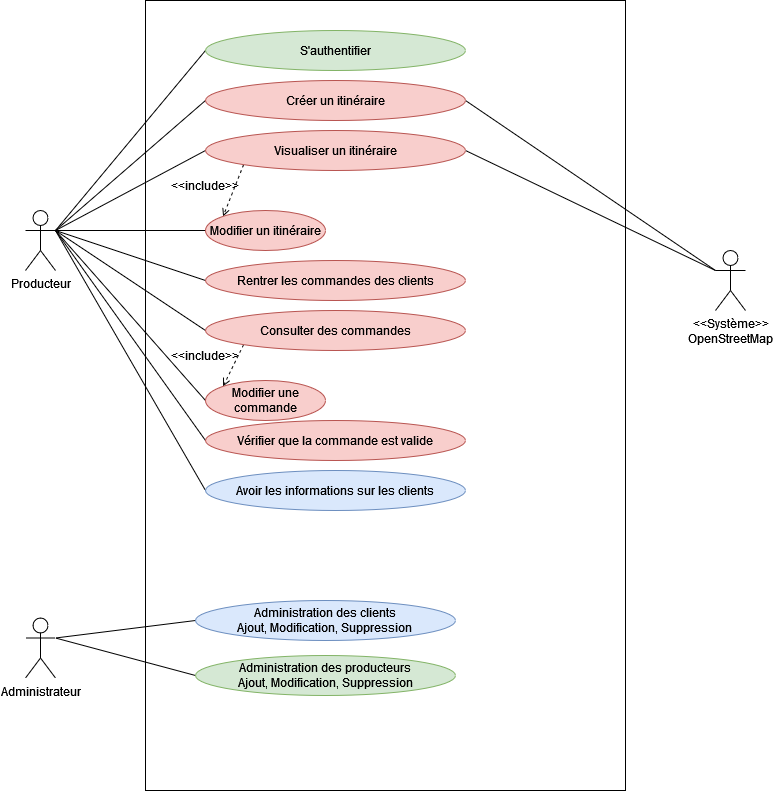 S'authentifier
Créer un itinéraire
Visualiser un itinéraire
<<include>>
Modifier un itinéraire
Producteur
Rentrer les commandes des clients
<<Système>>
OpenStreetMap
Consulter des commandes
<<include>>
Modifier une
commande
Vérifier que la commande est valide
Avoir les informations sur les clients
Administration des clients
Ajout, Modification, Suppression
Administration des producteurs
Ajout, Modification, Suppression
Administrateur